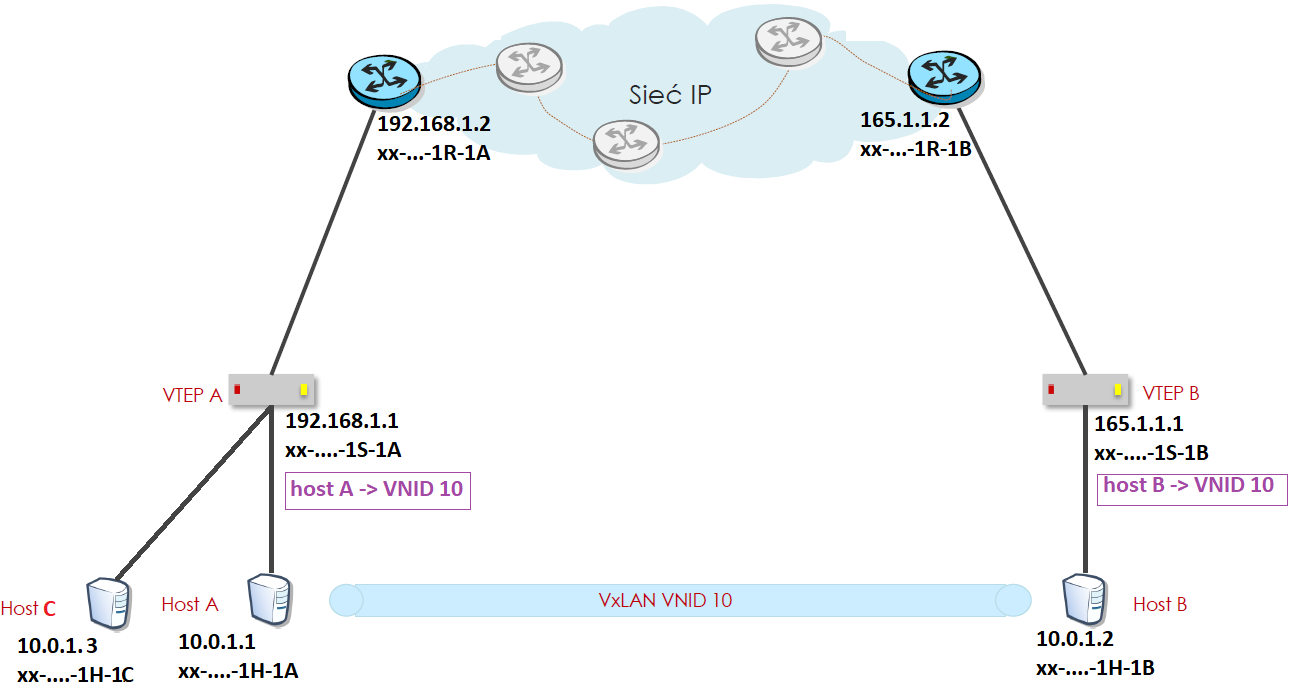 Sieć IP
192.168.1.2
xx-...-1R-1A
165.1.1.2
xx-...-1R-1B
VTEP A
192.168.1.1
xx-....-1S-1A
host A -> VNID 10
VTEP B
165.1.1.1
xx-....-1S-1B
host B -> VNID 10
Host C
10.0.1.3
xx-....-1H-1C
Host A
10.0.1.1
xx-....-1H-1A
VxLAN VNID 10
Host B
10.0.1.2
xx-....-1H-1B